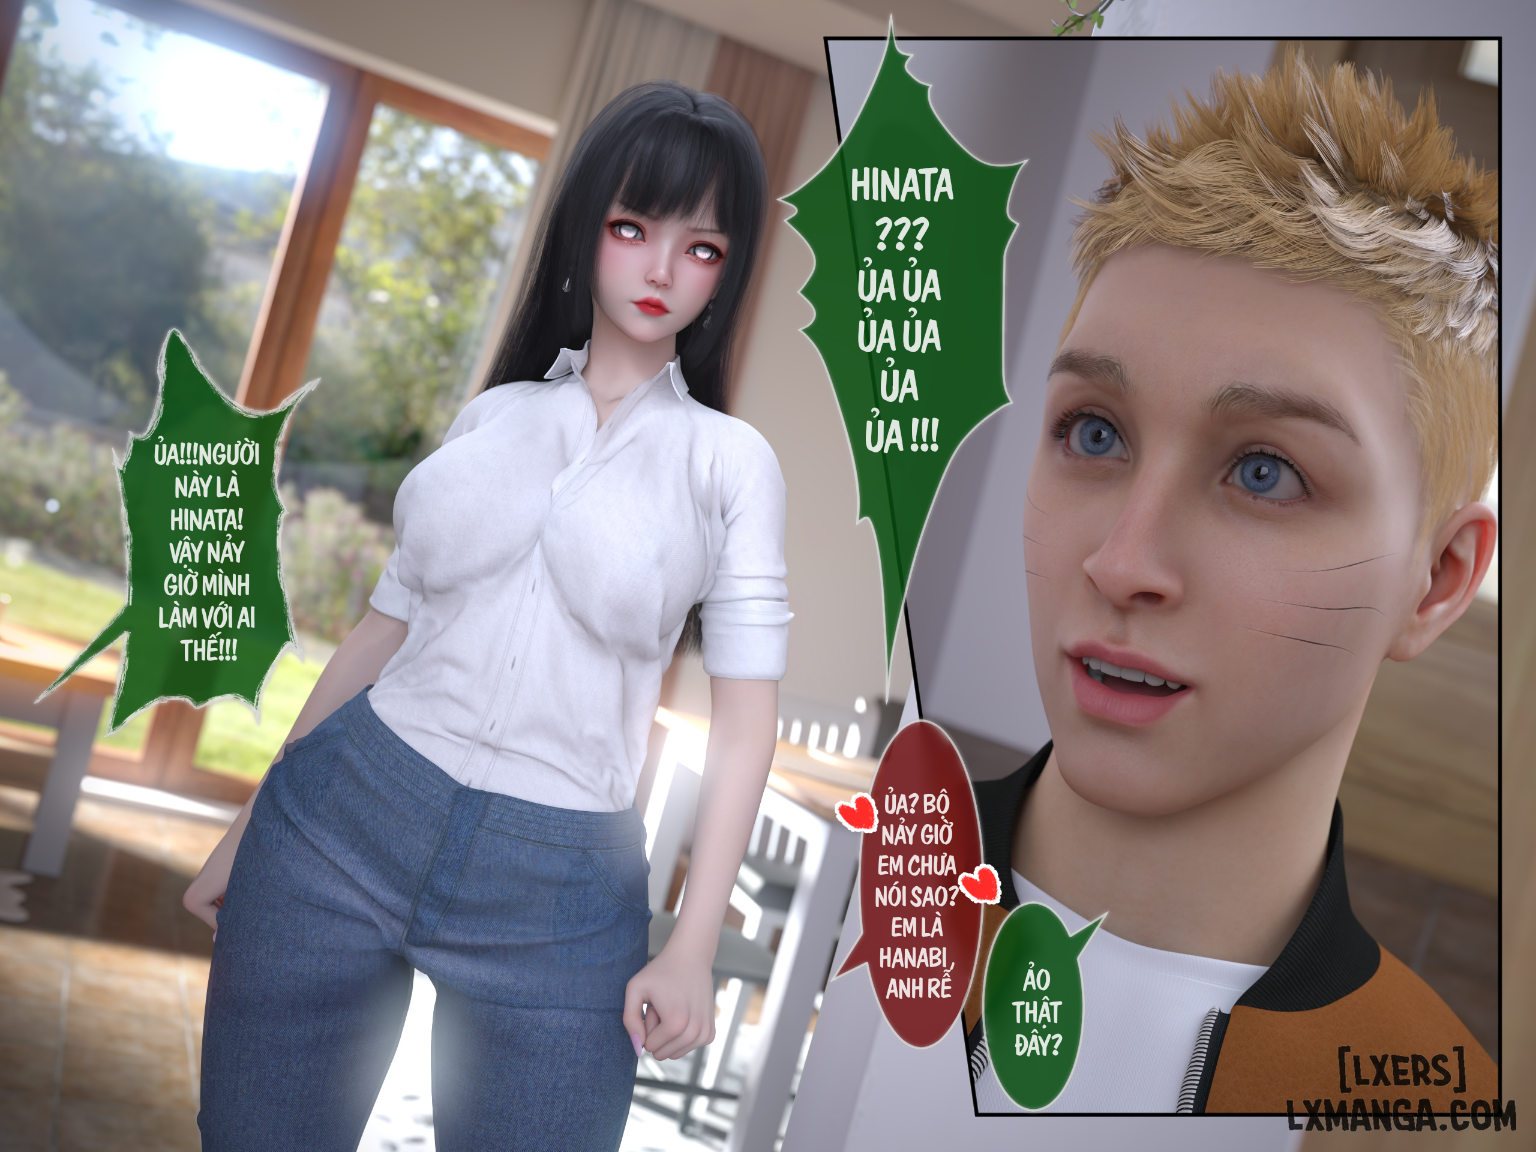 HINATA
???
ỦA ỦA
ỦA ỦA
ỦA
ỦA !!!
ỦA!!!NGƯỜI
NÀY LÀ
HINATA!
VẬY NẢY
GIỜ MÌNH
LÀM VỚI AI
THẾ!!!
ỦA? BỘ
NẢY GIỜ
EM CHƯA
NÓI SAO?
EM LÀ
HANABI,
ANH RỄ
ẢO
THẬT
ĐÂY?
[LXERS]
LXMANGA.COM